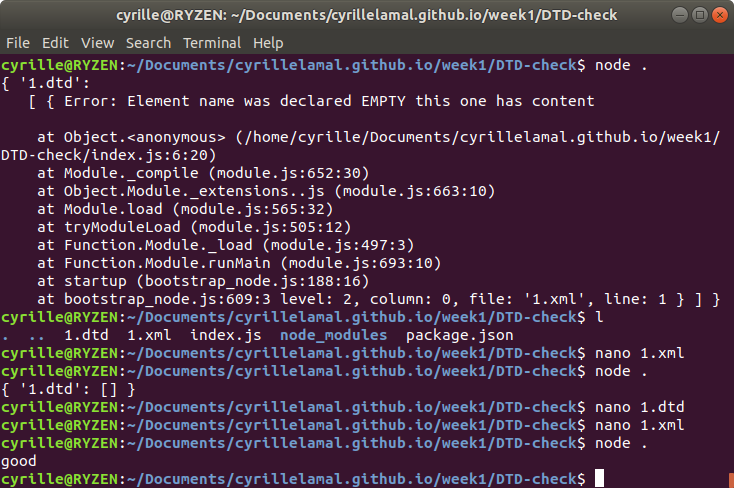 cyrille@RYZEN: ~/Documents/cyrillelamal.github.io/week1/DTD-check
File Edit View Search Terminal Help
cyrille@RYZEN:~/Documents/cyrillelamal.github.io/week1/DTD-check$ node .
{ '1.dtd':
   [ { Error: Element name was declared EMPTY this one has content

    at Object.<anonymous> (/home/cyrille/Documents/cyrillelamal.github.io/week1/
DTD-check/index.js:6:20)
    at Module._compile (module.js:652:30)
    at Object.Module._extensions..js (module.js:663:10)
    at Module.load (module.js:565:32)
    at tryModuleLoad (module.js:505:12)
    at Function.Module._load (module.js:497:3)
    at Function.Module.runMain (module.js:693:10)
    at startup (bootstrap_node.js:188:16)
    at bootstrap_node.js:609:3 level: 2, column: 0, file: '1.xml', line: 1 } ] }
cyrille@RYZEN:~/Documents/cyrillelamal.github.io/week1/DTD-check$ l
.  ..  1.dtd  1.xml  index.js  node_modules  package.json
cyrille@RYZEN:~/Documents/cyrillelamal.github.io/week1/DTD-check$ nano 1.xml
cyrille@RYZEN:~/Documents/cyrillelamal.github.io/week1/DTD-check$ node .
{ '1.dtd': [] }
cyrille@RYZEN:~/Documents/cyrillelamal.github.io/week1/DTD-check$ nano 1.dtd
cyrille@RYZEN:~/Documents/cyrillelamal.github.io/week1/DTD-check$ nano 1.xml
cyrille@RYZEN:~/Documents/cyrillelamal.github.io/week1/DTD-check$ node .
good
cyrille@RYZEN:~/Documents/cyrillelamal.github.io/week1/DTD-check$